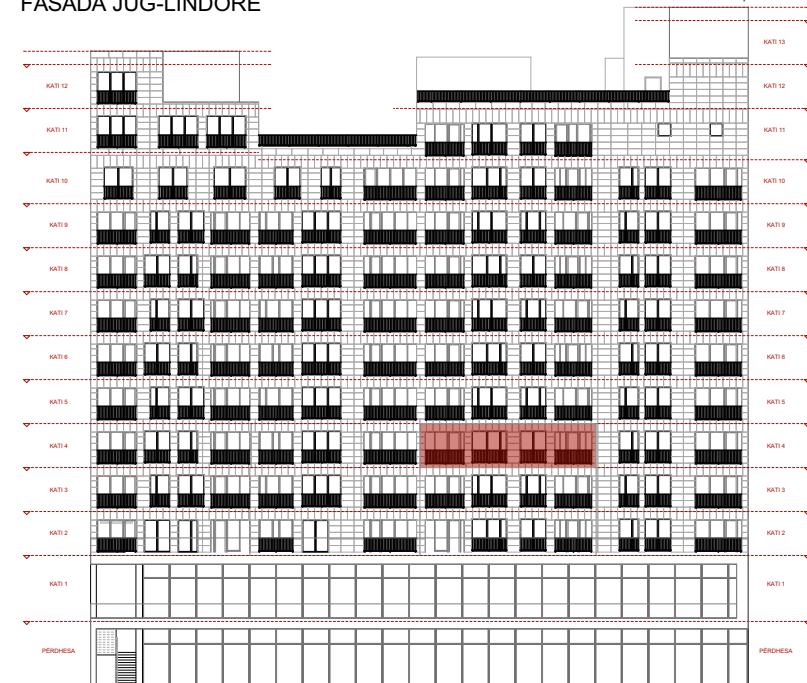 FASADA JUG-LINDORE
KATI 13
KATI 12
KATI 12
KATI 11
KATI 11
KATI 10
KATI 10
KATI 9
KATI 9
KATI 8
KATI 8
KATI 7
KATI 7
KATI 6
KATI 6
KATI 5
KATI 5
KATI 4
KATI 4
KATI 3
KATI 3
KATI 2
KATI 2
KATI 1
KATI 1
PËRDHESA
PËRDHESA